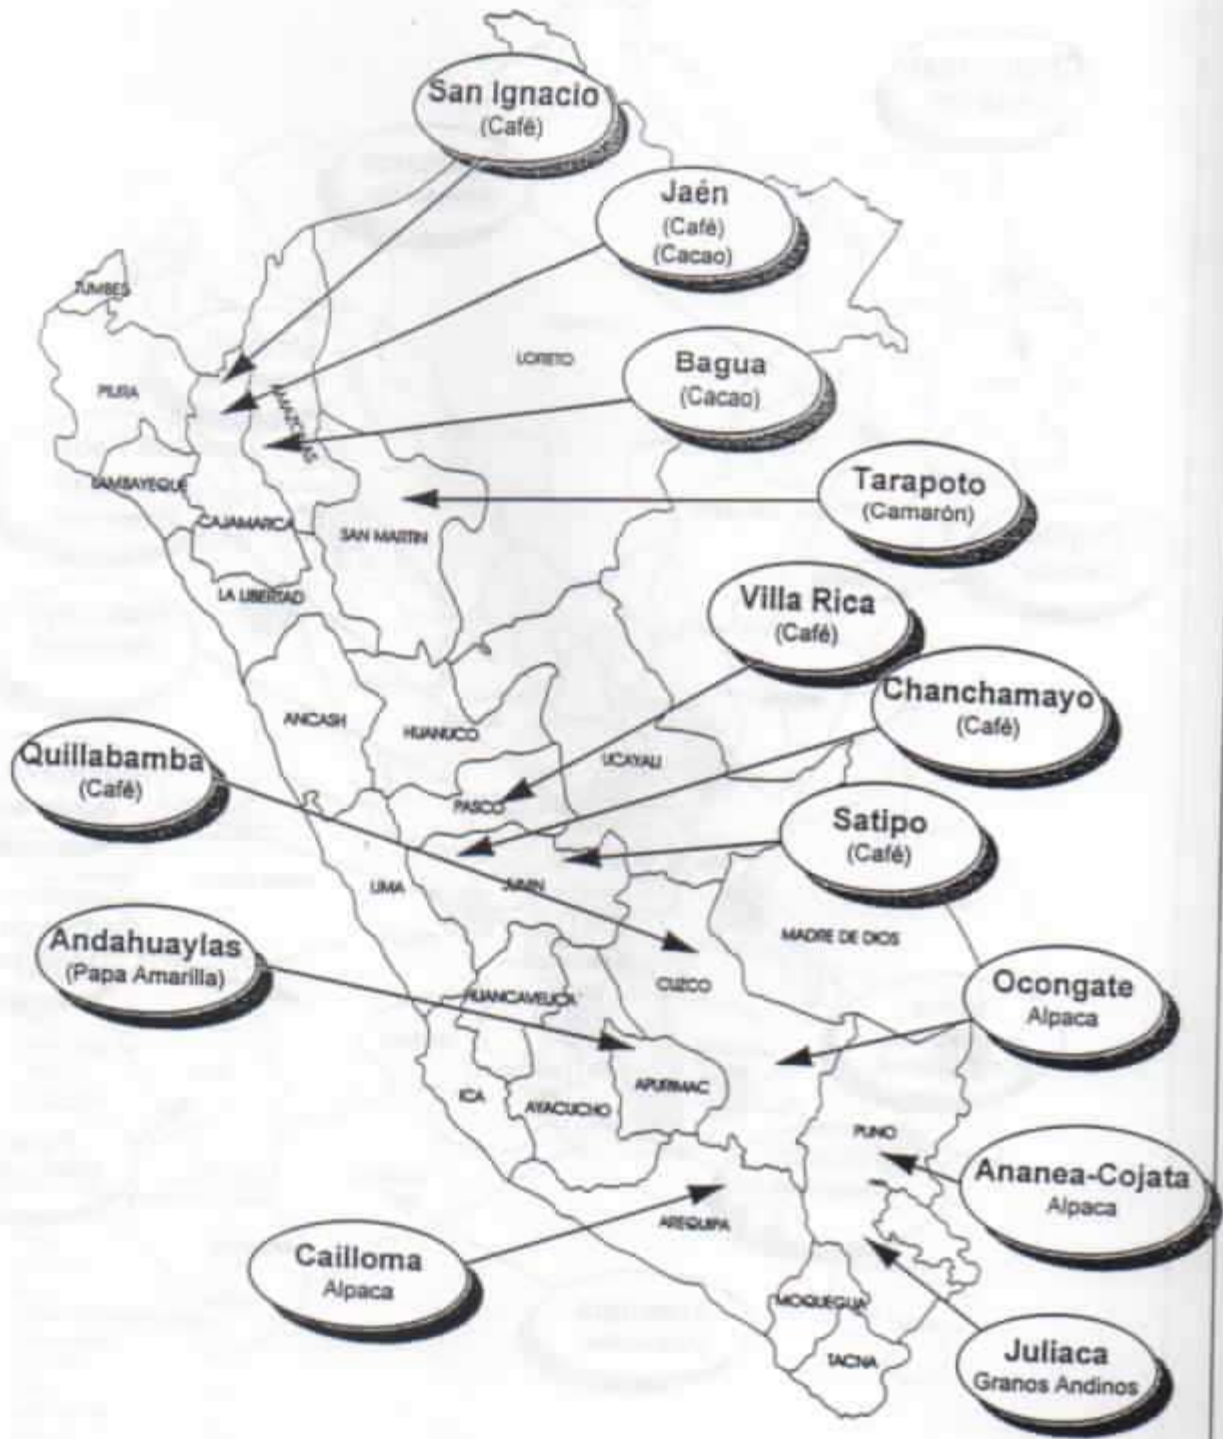 San Ignacio
(Café)
Jaén
(Café)
(Cacao)
TUMBES
LORETO
Bagua
(Cacao)
PIURA
AMAZONAS
Tarapoto
(Camarón)
LAMBAYEQUE
CAJAMARCA
SAN MARTIN
LA LIBERTAD
Villa Rica
(Café)
Chanchamayo
(Café)
ANCASH
HUANUCO
UCAYALI
Quillabamba
(Café)
PASCO
Satipo
(Café)
LIMA
JUNIN
Andahuaylas
(Papa Amarilla)
MADRE DE DIOS
HUANCAVELICA
CUZCO
Ocongate
Alpaca
ICA
AYACUCHO
APURIMAC
PUNO
Ananea-Cojata
Alpaca
AREQUIPA
Cailloma
Alpaca
MOQUEGUA
TACNA
Juliaca
Granos Andinos